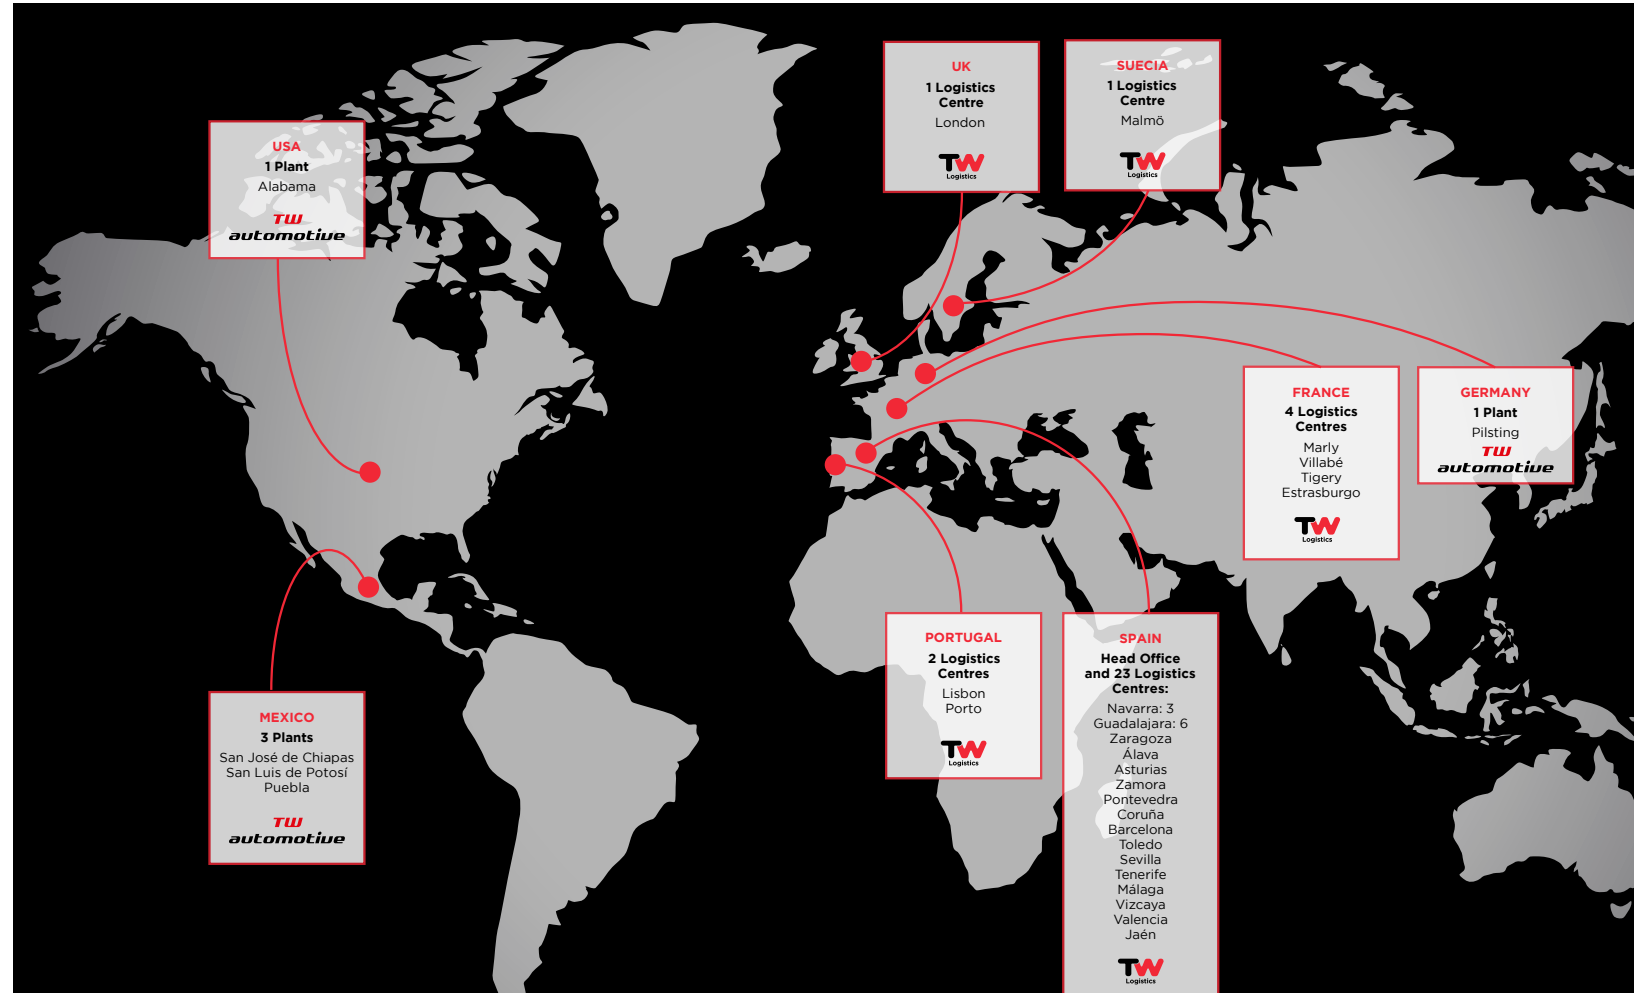 USA
1 Plant
Alabama
TW
automotive
MEXICO
3 Plants
San José de Chiapas
San Luis de Potosí
Puebla
TW
automotive
UK
1 Logistics
Centre
London
TW
Logistics
SUECIA
1 Logistics
Centre
Malmö
TW
Logistics
FRANCE
4 Logistics
Centres
Marly
Villabé
Tigery
Estrasburgo
TW
Logistics
GERMANY
1 Plant
Pilsting
TW
automotive
PORTUGAL
2 Logistics
Centres
Lisbon
Porto
TW
Logistics
SPAIN
Head Office
and 23 Logistics
Centres:
Navarra: 3
Guadalajara: 6
Zaragoza
Álava
Asturias
Zamora
Pontevedra
Coruña
Barcelona
Toledo
Sevilla
Tenerife
Málaga
Vizcaya
Valencia
Jaén
TW
Logistics